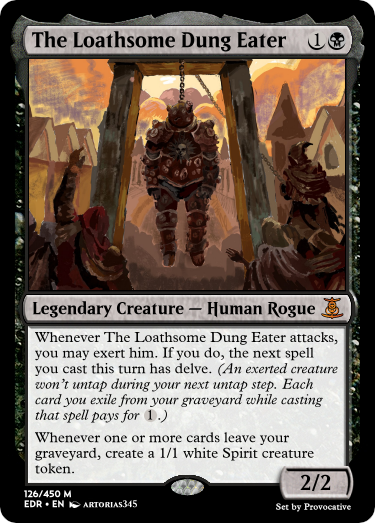 The Loathsome Dung Eater 1
Legendary Creature — Human Rogue
Whenever The Loathsome Dung Eater attacks,
you may exert him. If you do, the next spell
you cast this turn has delve. (An exerted creature
won't untap during your next untap step. Each
card you exile from your graveyard while casting
that spell pays for 1.)
Whenever one or more cards leave your
graveyard, create a 1/1 white Spirit creature
token.
2/2
126/450 M
EDR • EN ARTORIAS345
Set by Provocative